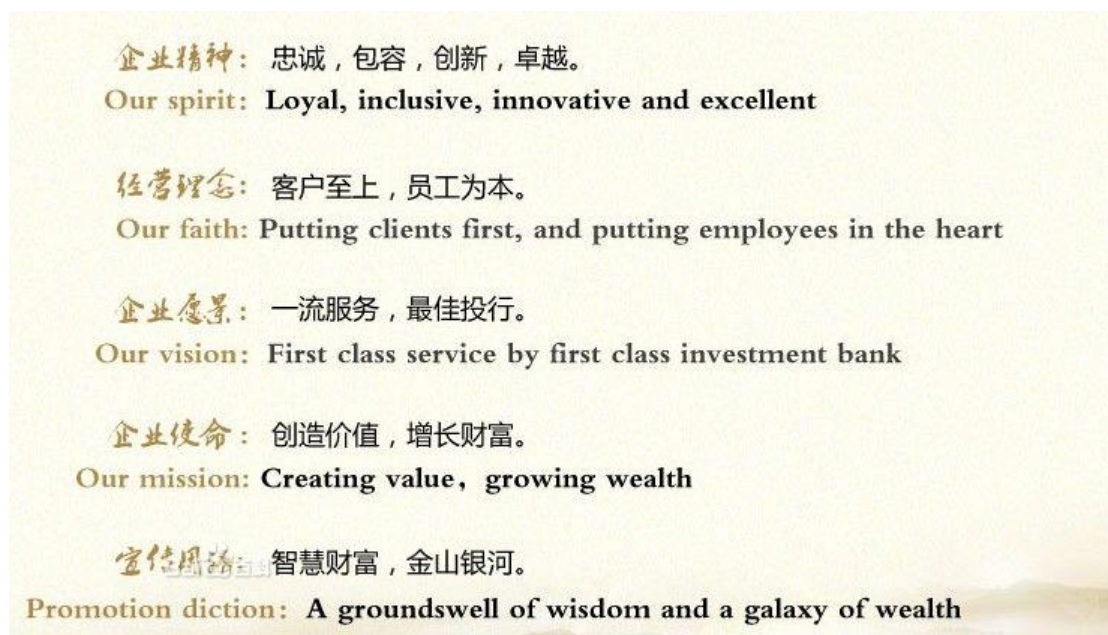 企业精神：忠诚，包容，创新，卓越。
Our spirit: Loyal, inclusive, innovative and excellent
经营理念：客户至上，员工为本。
Our faith: Putting clients first, and putting employees in the heart
企业愿景：一流服务，最佳投行。
Our vision: First class service by first class investment bank
企业使命：创造价值，增长财富。
Our mission: Creating value，growing wealth
宣传用语：智慧财富，金山银河。
Promotion diction: A groundswell of wisdom and a galaxy of wealth